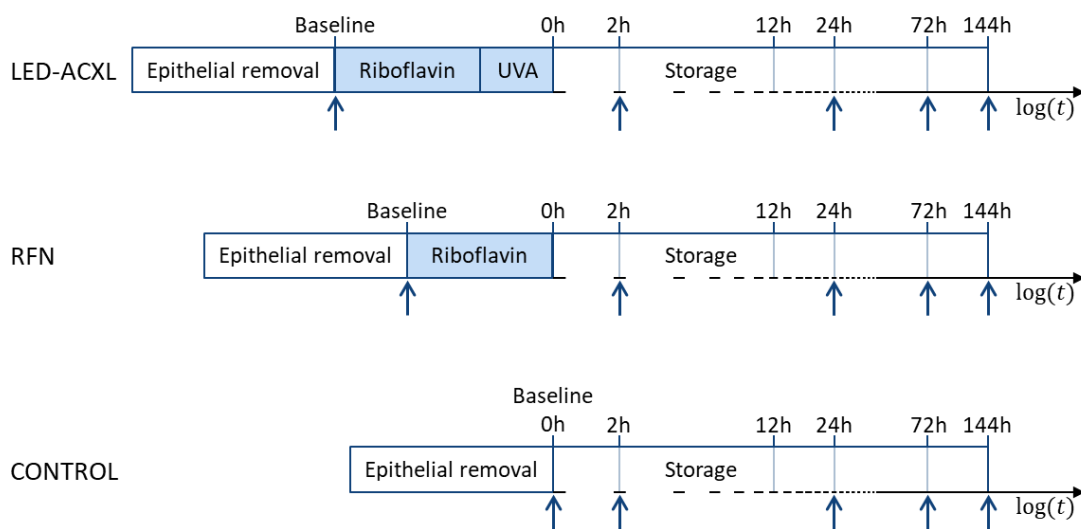 Baseline 0h 2h 12h 24h 72h 144h
LED-ACXL Epithelial removal Riboflavin UVA Storage
log(t)
Baseline 0h 2h 12h 24h 72h 144h
RFN Epithelial removal Riboflavin Storage
log(t)
Baseline
0h 2h 12h 24h 72h 144h
CONTROL Epithelial removal Storage
log(t)